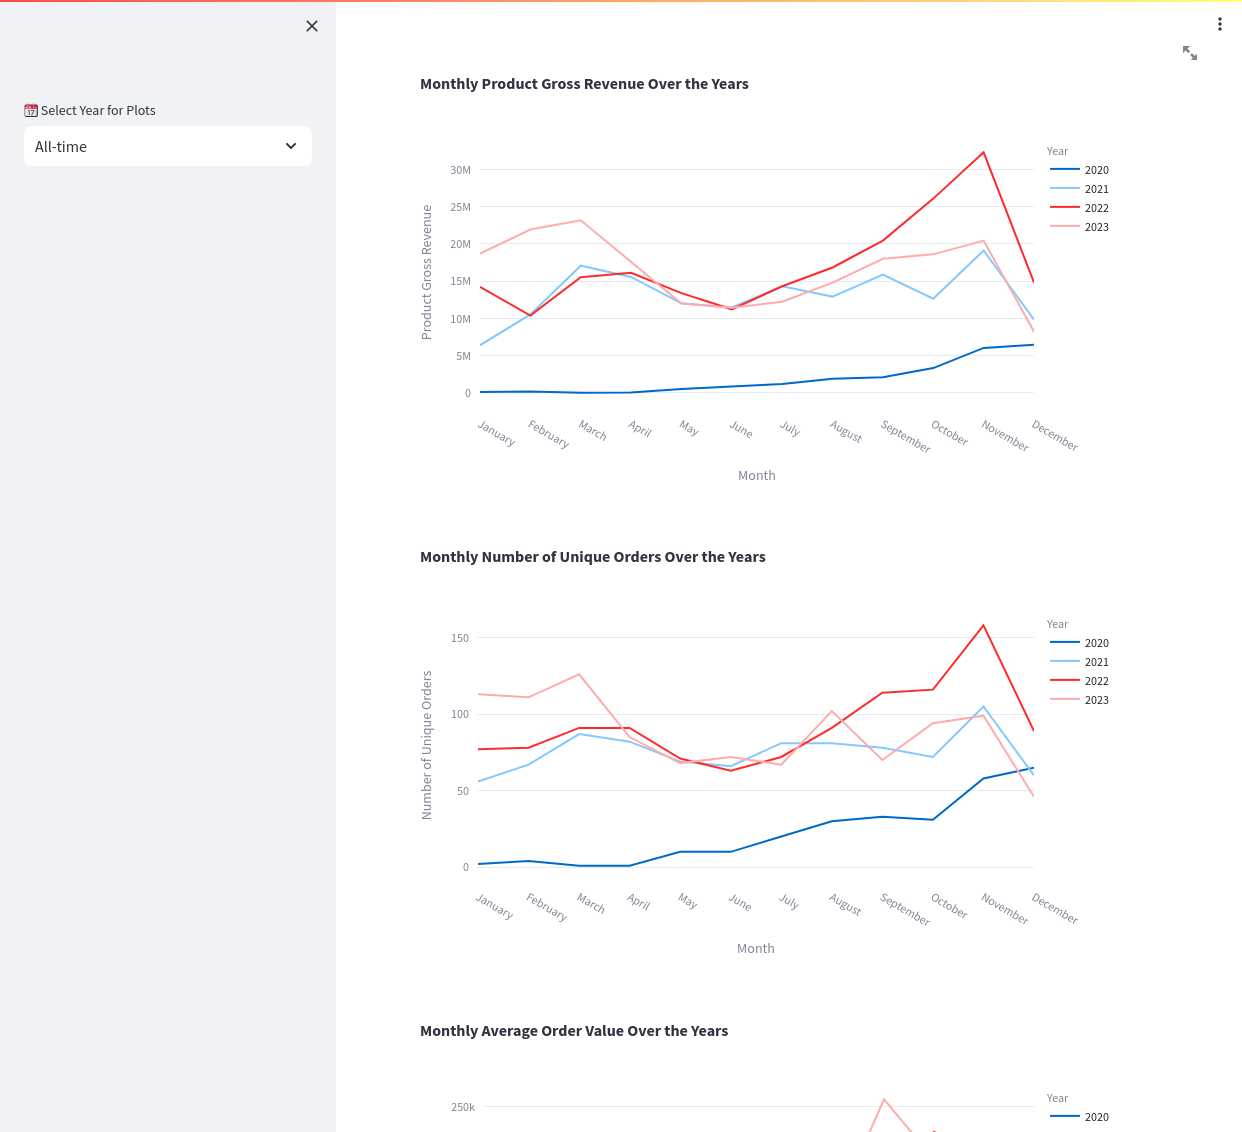 Select Year for Plots
All-time
Monthly Product Gross Revenue Over the Years
Product Gross Revenue
30M
25M
20M
15M
10M
5M
0
January
February
March
April
May
June
July
August
September
October
November
December
Month
Year
2020
2021
2022
2023
Monthly Number of Unique Orders Over the Years
Number of Unique Orders
150
100
50
0
January
February
March
April
May
June
July
August
September
October
November
December
Month
Year
2020
2021
2022
2023
Monthly Average Order Value Over the Years
250k
Year
2020